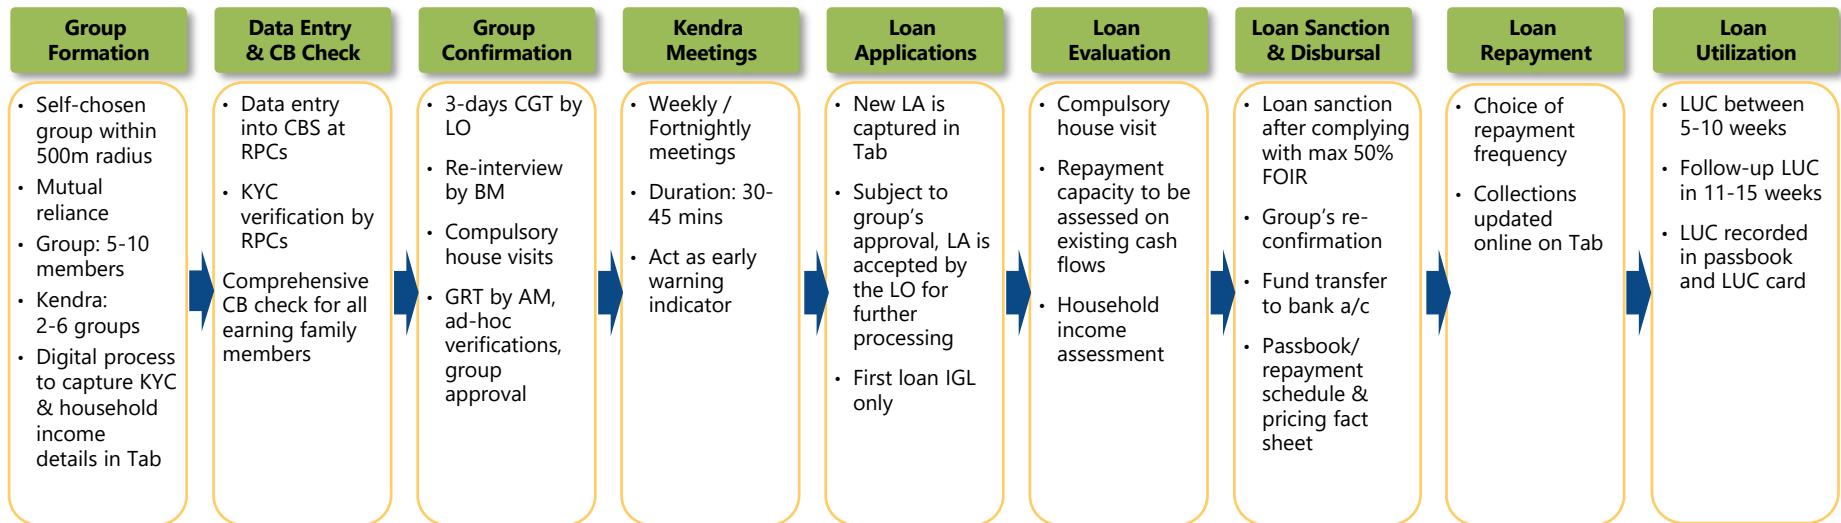 Group
Formation
• Self-chosen
group within
500m radius
• Mutual
reliance
• Group: 5-10
members
• Kendra:
2-6 groups
• Digital process
to capture KYC
& household
income
details in Tab
Data Entry
& CB Check
• Data entry
into CBS at
RPCs
• KYC
verification by
RPCs
Comprehensive
CB check for all
earning family
members
Group
Confirmation
• 3-days CGT by
LO
• Re-interview
by BM
• Compulsory
house visits
• GRT by AM,
ad-hoc
verifications,
group
approval
Kendra
Meetings
• Weekly /
Fortnightly
meetings
• Duration: 30-
45 mins
• Act as early
warning
indicator
Loan
Applications
• New LA is
captured in
Tab
• Subject to
group's
approval, LA is
accepted by
the LO for
further
processing
• First loan IGL
only
Loan
Evaluation
• Compulsory
house visit
• Repayment
capacity to be
assessed on
existing cash
flows
• Household
income
assessment
Loan Sanction
& Disbursal
• Loan sanction
after complying
with max 50%
FOIR
• Group's re-
confirmation
• Fund transfer
to bank a/c
• Passbook/
repayment
schedule &
pricing fact
sheet
Loan
Repayment
• Choice of
repayment
frequency
• Collections
updated
online on Tab
Loan
Utilization
• LUC between
5-10 weeks
• Follow-up LUC
in 11-15 weeks
• LUC recorded
in passbook
and LUC card